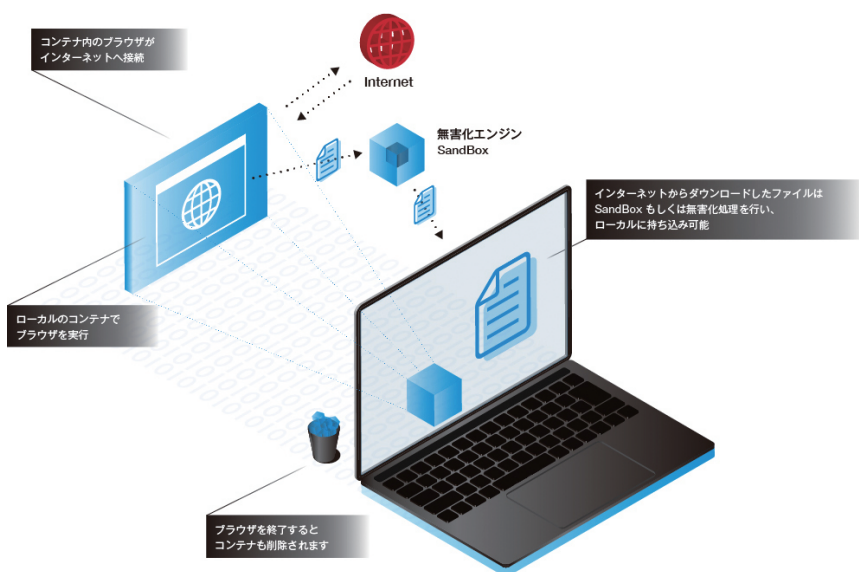 コンテナ内のブラウザが
インターネットへ接続
Internet
無害化エンジン
SandBox
インターネットからダウンロードしたファイルは
SandBox もしくは無害化処理を行い、
ローカルに持ち込み可能
ローカルのコンテナで
ブラウザを実行
ブラウザを終了すると
コンテナも削除されます